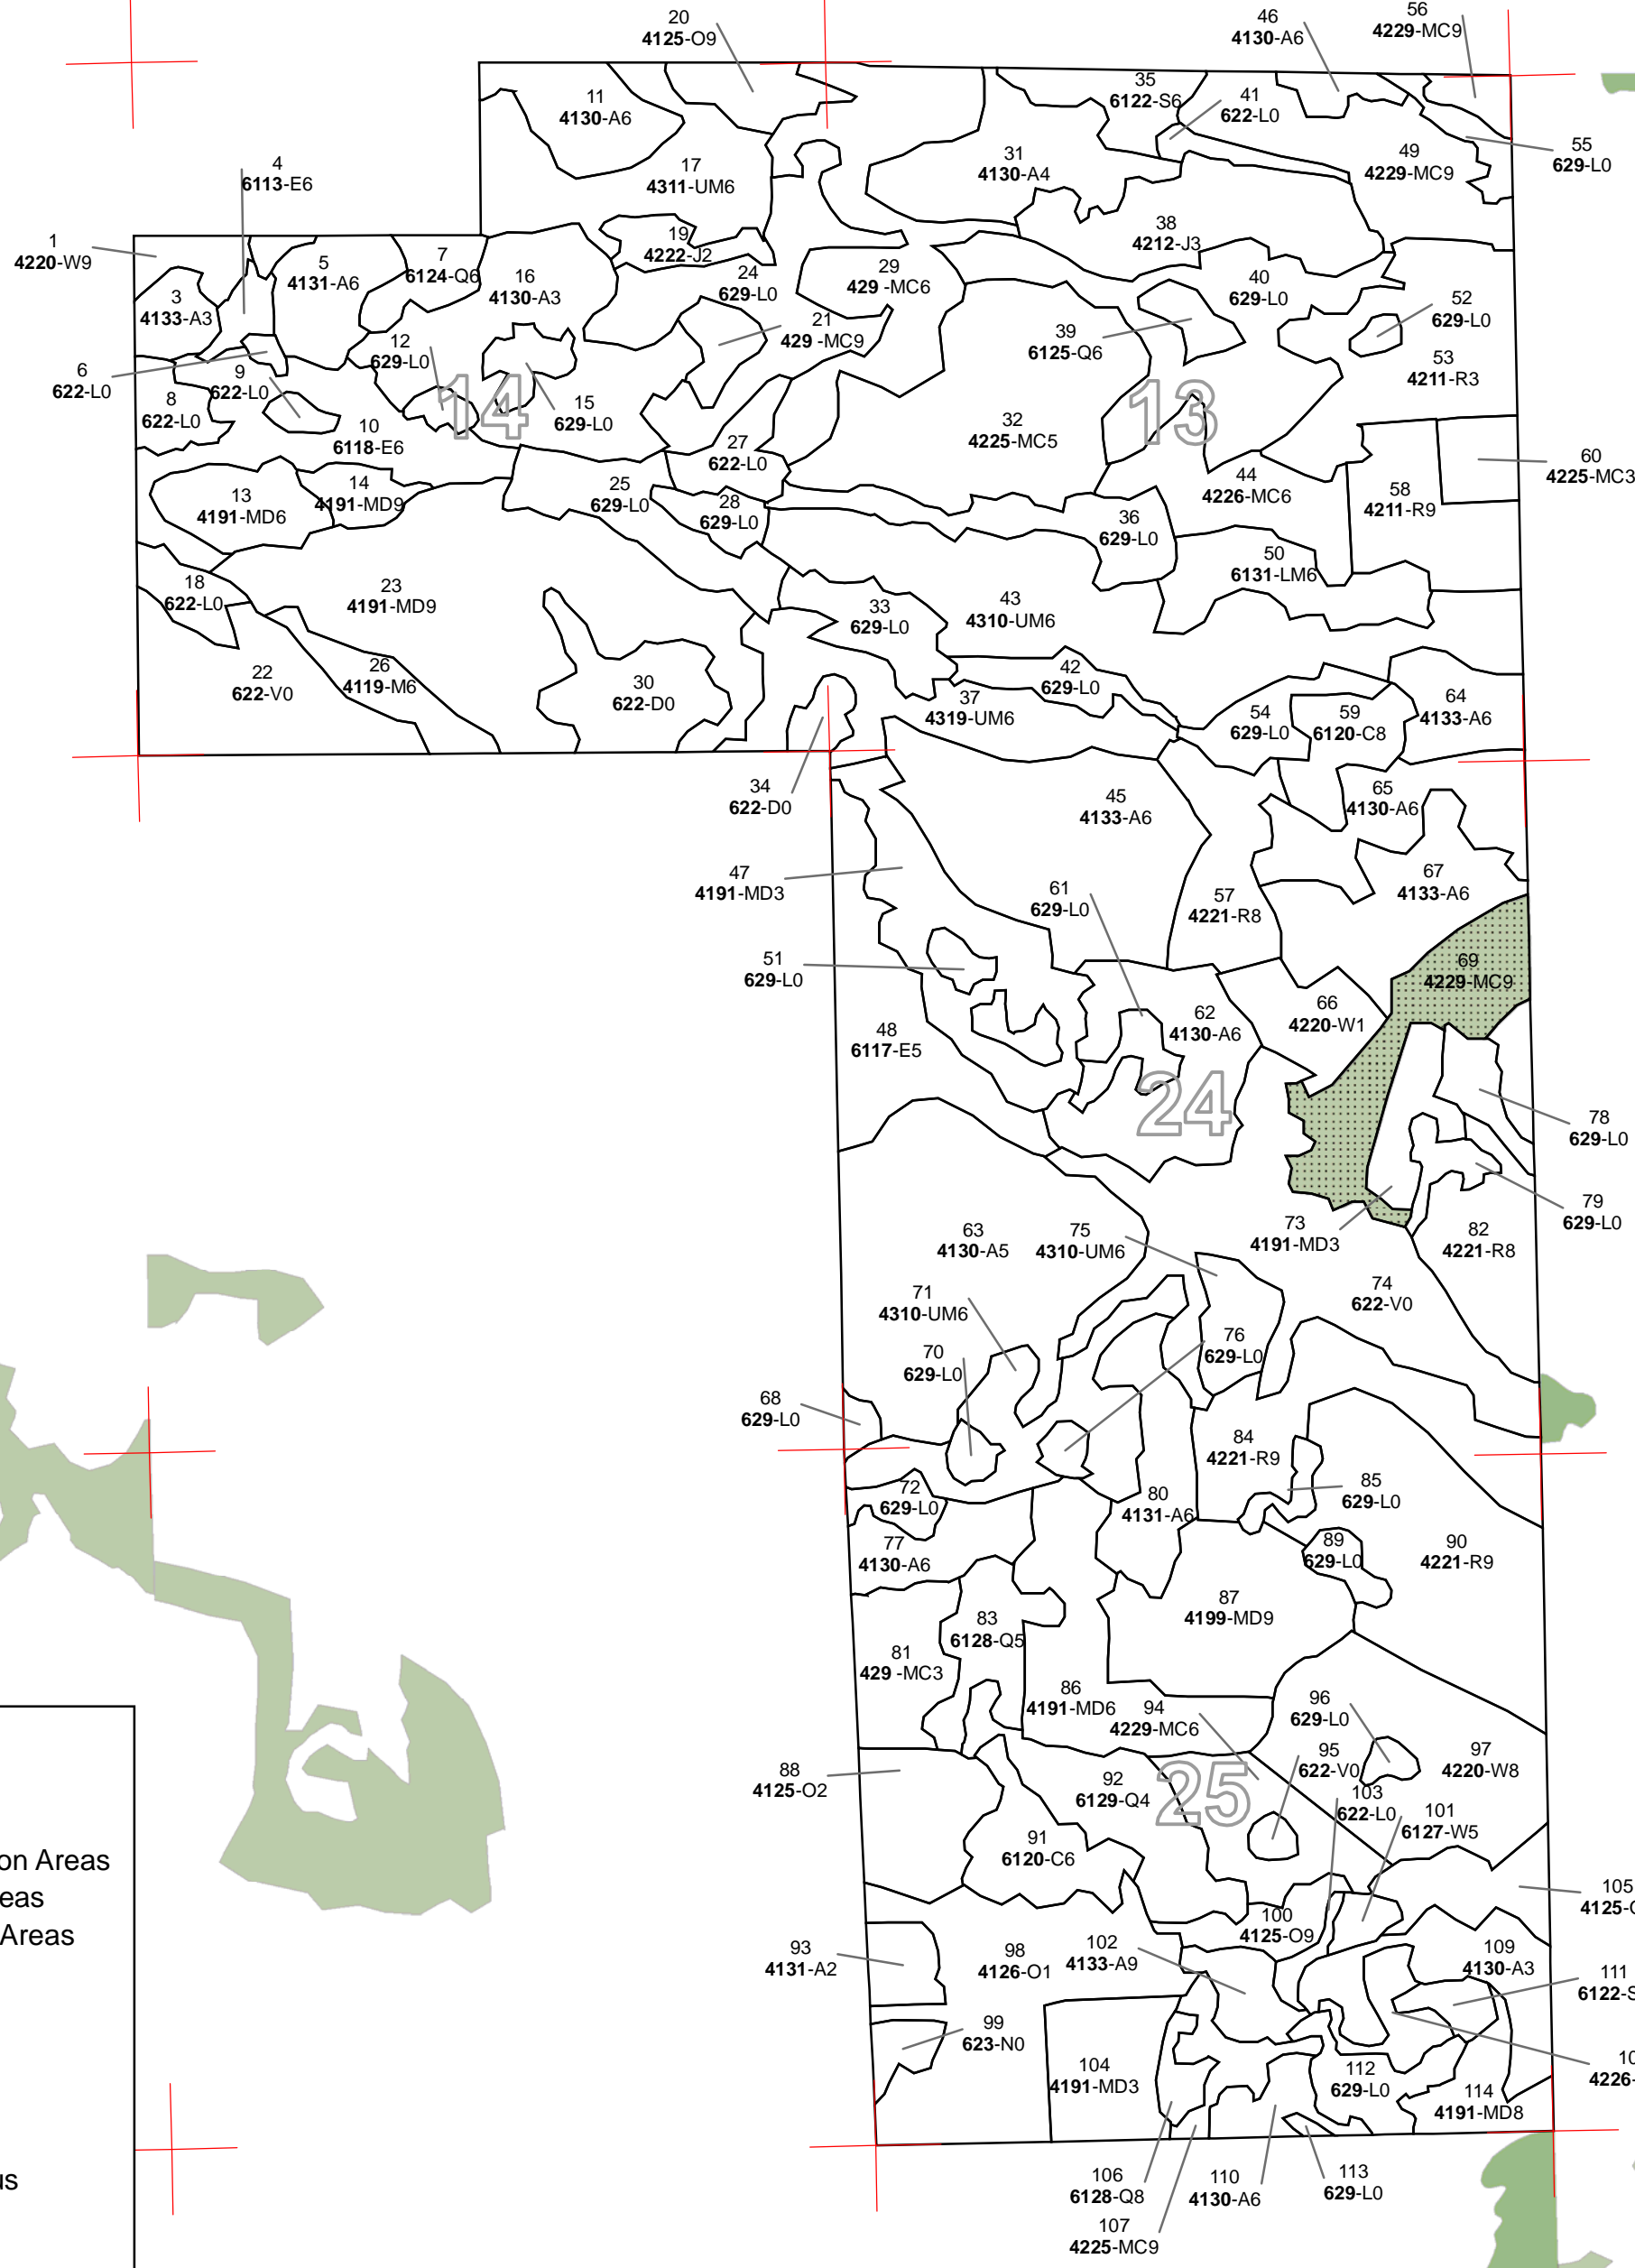 20
4125-O9
46
4130-A6
56
4229-MC9
11
4130-A6
35
6122-S6
41
622-L0
4
6113-E6
17
4311-UM6
31
4130-A4
49
4229-MC9
55
629-L0
1
4220-W9
5
4131-A6
7
6124-Q6
16
4130-A3
19
4222-J2
24
629-L0
29
429 -MC6
38
4212-J3
40
629-L0
3
4133-A3
52
629-L0
12
629-L0
21
429 -MC9
39
6125-Q6
53
4211-R3
6
622-L0
9
622-L0
8
622-L0
14
13
10
6118-E6
15
629-L0
32
4225-MC5
27
622-L0
60
4225-MC3
13
4191-MD6
14
4191-MD9
25
629-L0
28
629-L0
44
4226-MC6
58
4211-R9
36
629-L0
50
6131-LM6
18
622-L0
23
4191-MD9
33
629-L0
43
4310-UM6
22
622-V0
26
4119-M6
30
622-D0
42
629-L0
37
4319-UM6
54
629-L0
59
6120-C8
64
4133-A6
34
622-D0
45
4133-A6
65
4130-A6
47
4191-MD3
61
629-L0
57
4221-R8
67
4133-A6
51
629-L0
69
4229-MC9
48
6117-E5
62
4130-A6
66
4220-W1
24
78
629-L0
79
629-L0
63
4130-A5
75
4310-UM6
73
4191-MD3
82
4221-R8
71
4310-UM6
74
622-V0
70
629-L0
76
629-L0
68
629-L0
84
4221-R9
72
629-L0
80
4131-A6
85
629-L0
77
4130-A6
89
629-L0
90
4221-R9
87
4199-MD9
83
6128-Q5
81
429 -MC3
86
4191-MD6
94
4229-MC6
96
629-L0
95
622-V0
97
4220-W8
88
4125-O2
92
6129-Q4
25
103
622-L0
101
6127-W5
91
6120-C6
on Areas
eas
Areas
105
4125-
100
4125-O9
93
4131-A2
98
4126-O1
102
4133-A9
109
4130-A3
111
6122-S
99
623-N0
104
4191-MD3
112
629-L0
10
4226-
114
4191-MD8
us
106
6128-Q8
110
4130-A6
113
629-L0
107
4225-MC9